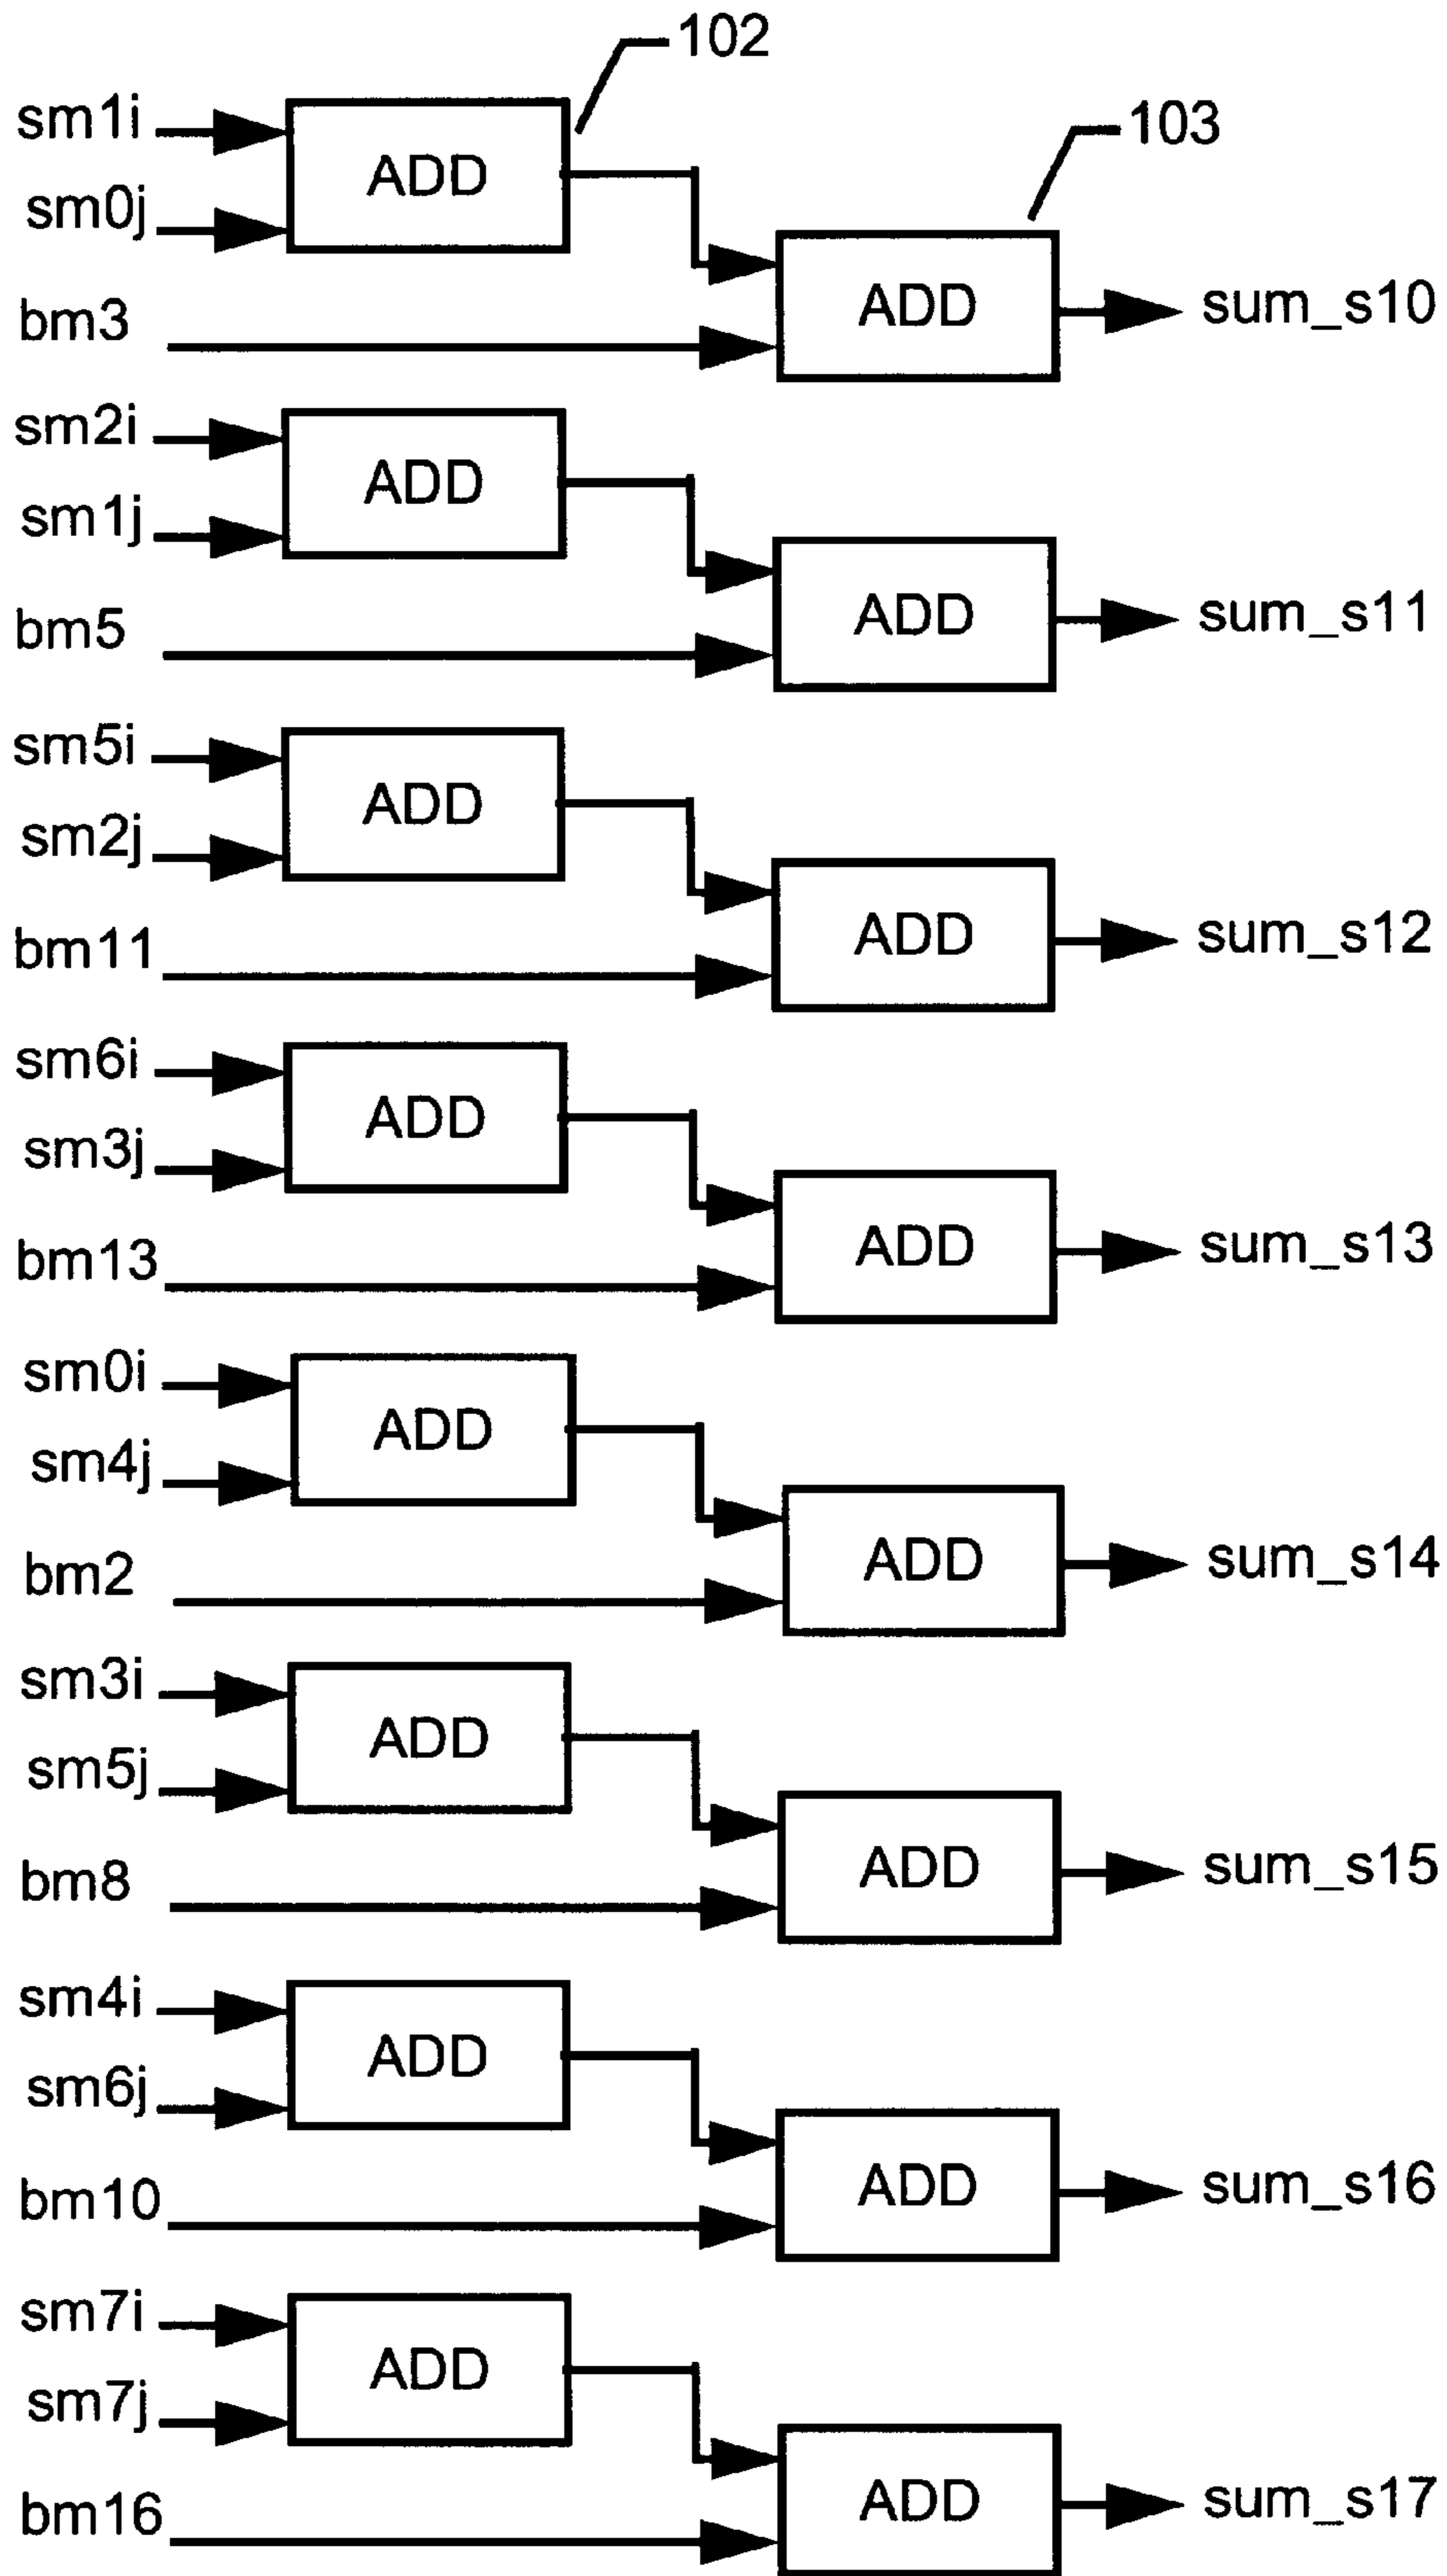 102
103
sm1i
ADD
sm0j
bm3
ADD
sum_s10
sm2i
ADD
sm1j
bm5
ADD
sum_s11
sm5i
ADD
sm2j
bm11
ADD
sum_s12
sm6i
ADD
sm3j
bm13
ADD
sum_s13
sm0i
ADD
sm4j
bm2
ADD
sum_s14
sm3i
ADD
sm5j
bm8
ADD
sum_s15
sm4i
ADD
sm6j
bm10
ADD
sum_s16
sm7i
ADD
sm7j
bm16
ADD
sum_s17